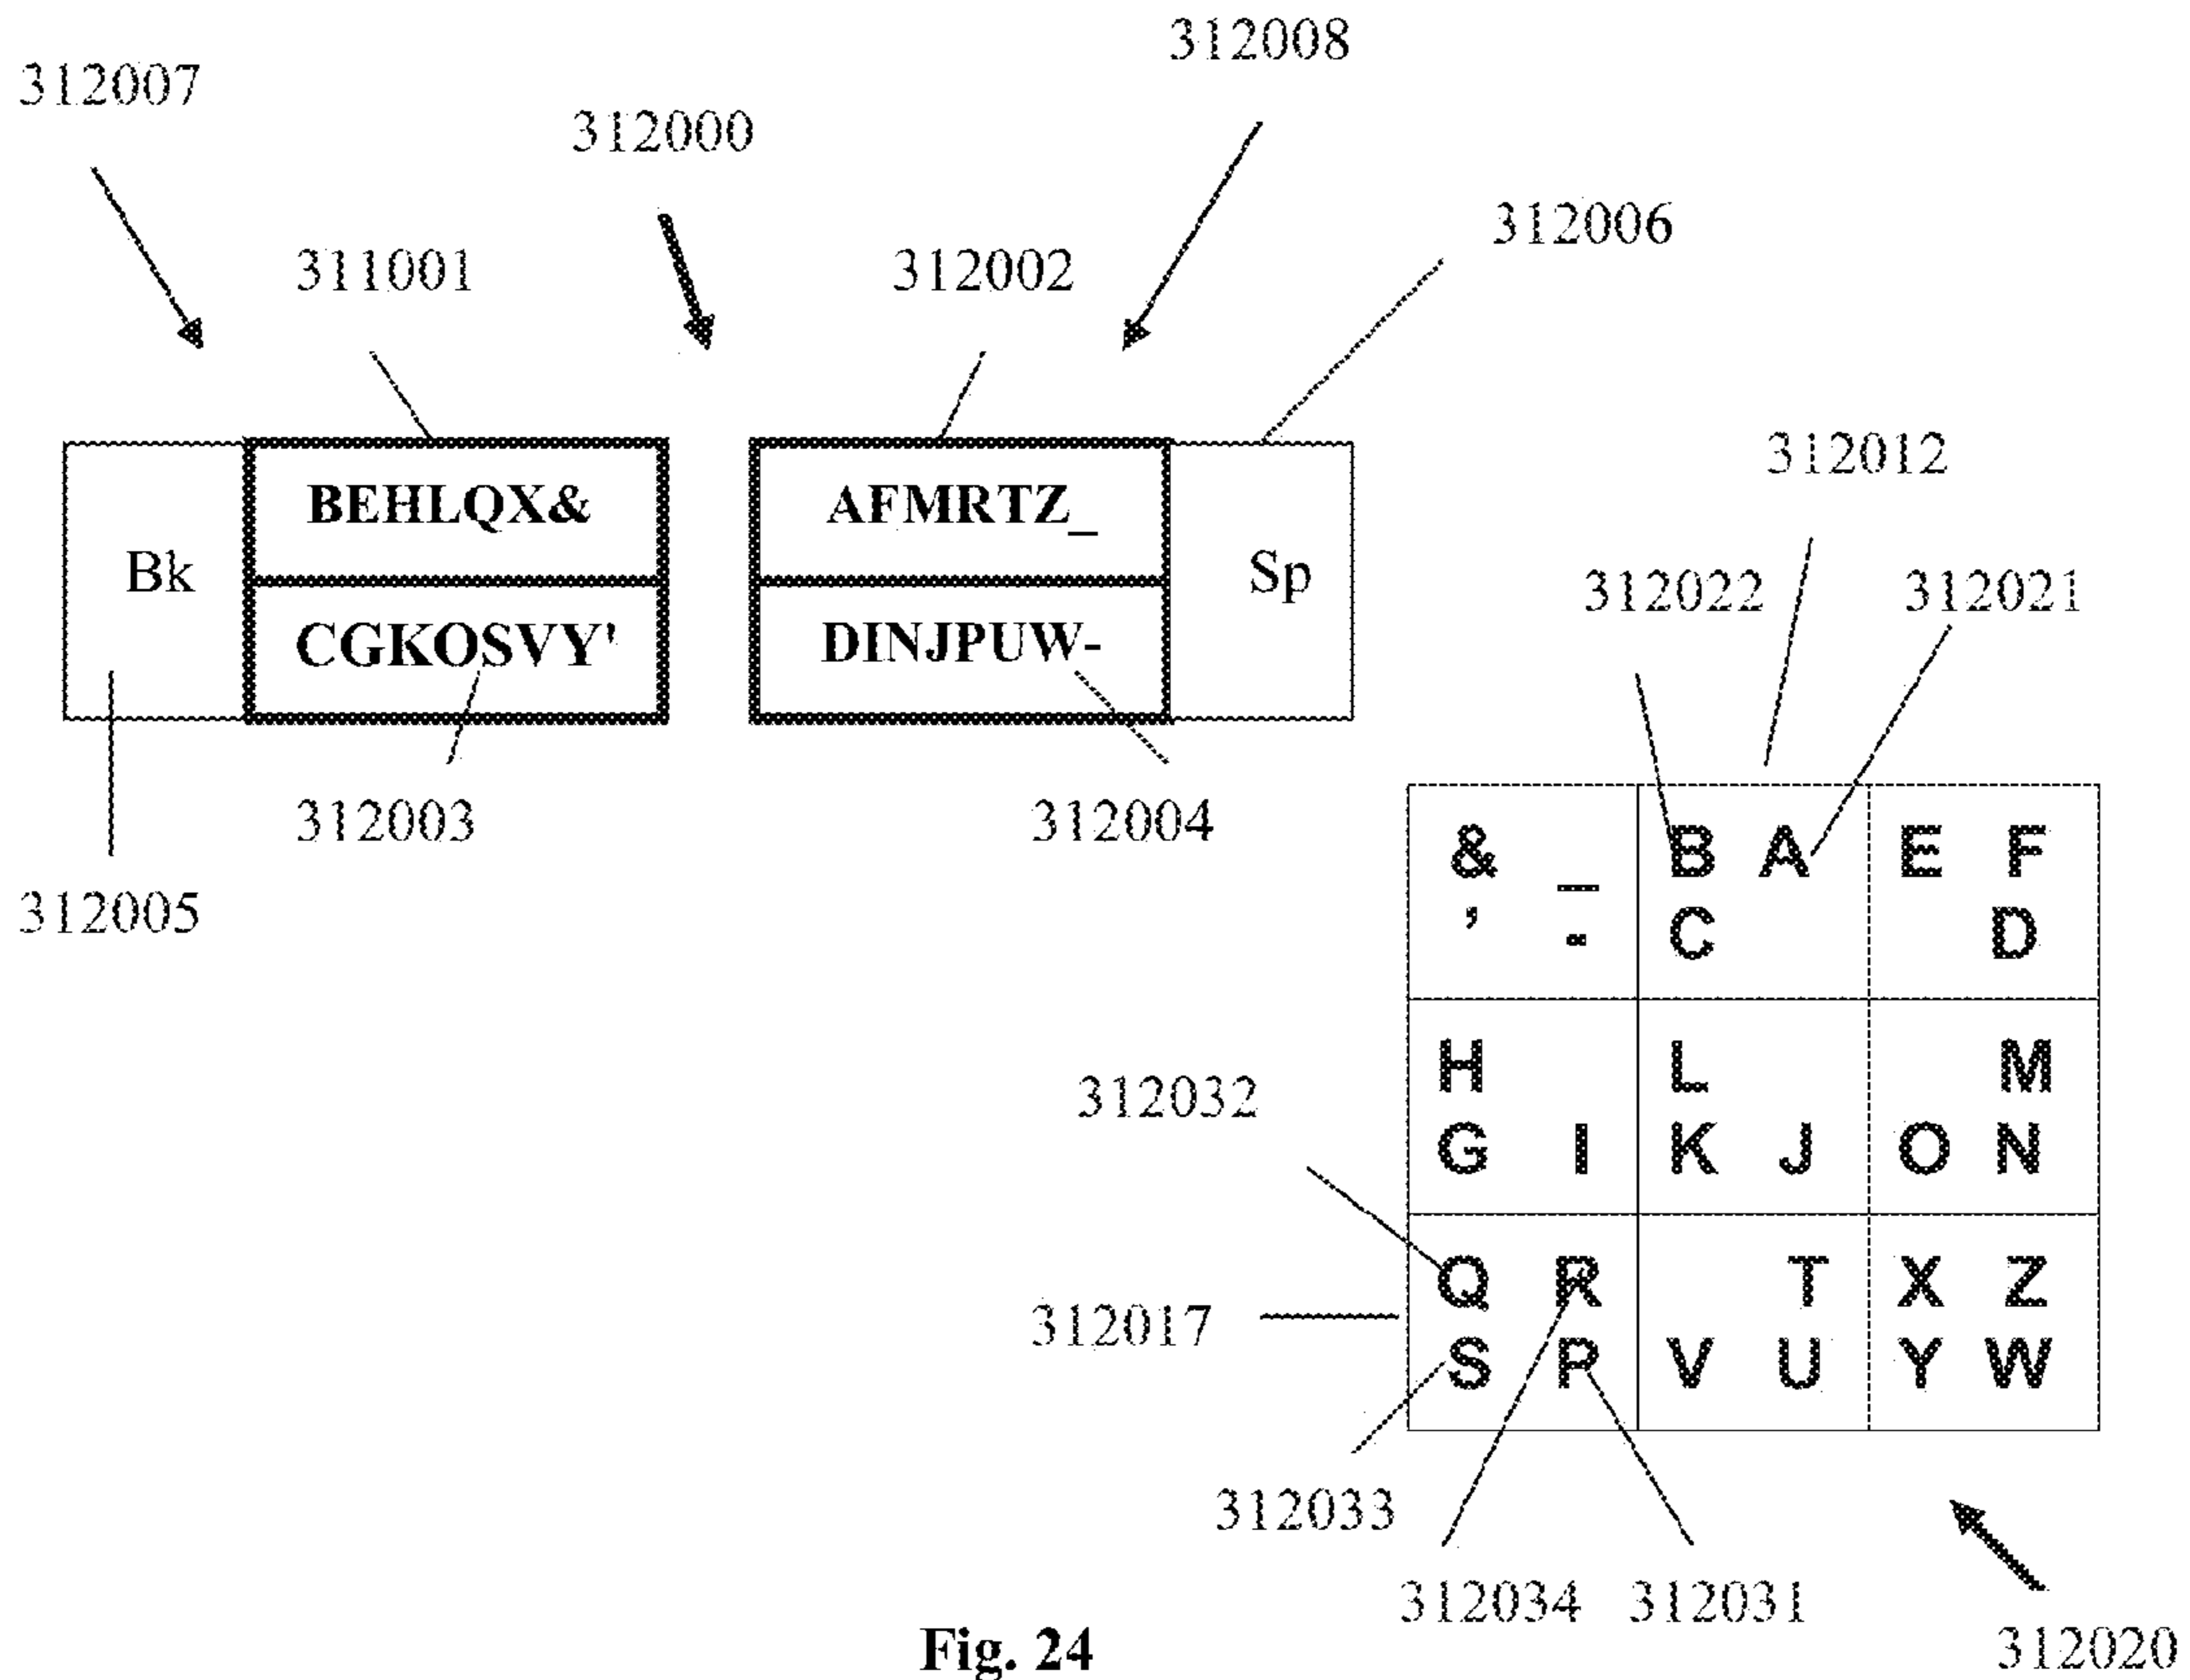 312008
312007
312000
312006
311001 312002
BEHLQX& AFMRTZ_
Bk Sp
CGKOSVY' DINJPUW-
312012
312022 312021
312003 312004
312005
& _ B A E F
' - C D
H L M
312032
G I K J O N
Q R T X Z
312017
S P V U Y W
312033
312034 312031
312020
Fig. 24